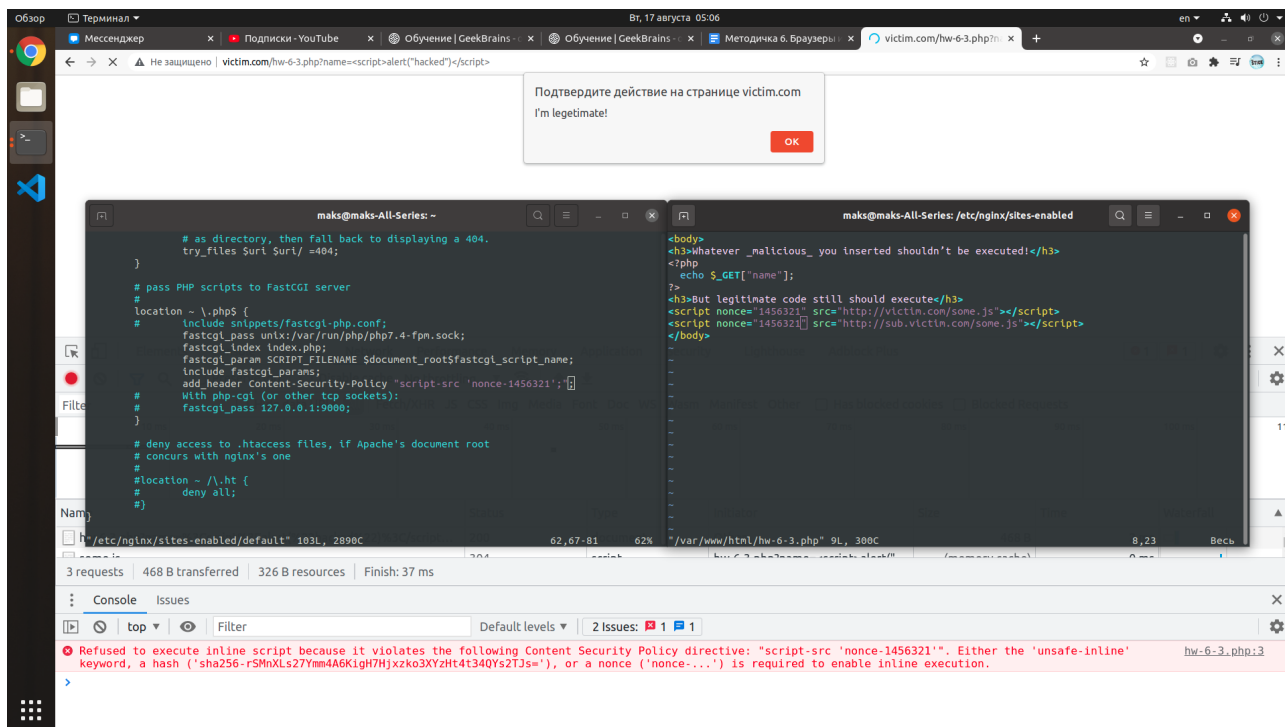 Обзор
Терминал
Вт, 17 августа 05:06
en
Мессенджер
Подписки - YouTube
Обучение | GeekBrains -
Обучение | GeekBrains -
Методичка 6. Браузеры
victim.com/hw-6-3.php?n
Не защищено | victim.com/hw-6-3.php?name=<script>alert("hacked")</script>
Подтвердите действие на странице victim.com
I'm legetimate!
ОК
maks@maks-All-Series: ~
# as directory, then fall back to displaying a 404.
try_files $uri $uri/ =404;
}
# pass PHP scripts to FastCGI server
#
location ~ \.php$ {
# include snippets/fastcgi-php.conf;
fastcgi_pass unix:/var/run/php/php7.4-fpm.sock;
fastcgi_index index.php;
fastcgi_param SCRIPT_FILENAME $document_root$fastcgi_script_name;
include fastcgi_params;
add_header Content-Security-Policy "script-src 'nonce-1456321';";
# With php-cgi (or other tcp sockets):
# fastcgi_pass 127.0.0.1:9000;
}
# deny access to .htaccess files, if Apache's document root
# concurs with nginx's one
#
#location ~ /\.ht {
# deny all;
#}
}
"/etc/nginx/sites-enabled/default" 103L, 2890C 62,67-81 62%
maks@maks-All-Series: /etc/nginx/sites-enabled
<body>
<h3>Whatever _malicious_ you inserted shouldn't be executed!</h3>
<?php
echo $_GET["name"];
?>
<h3>But legitimate code still should execute</h3>
<script nonce="1456321" src="http://victim.com/some.js"></script>
<script nonce="1456321" src="http://sub.victim.com/some.js"></script>
</body>
~
~
~
~
~
~
~
~
~
~
~
~
~
~
"/var/www/html/hw-6-3.php" 9L, 300C 8,23 Весь
Filte
Nam
3 requests 468 B transferred 326 B resources Finish: 37 ms
Console Issues
top Filter Default levels 2 Issues: 1 1
Refused to execute inline script because it violates the following Content Security Policy directive: "script-src 'nonce-1456321'". Either the 'unsafe-inline' hw-6-3.php:3
keyword, a hash ('sha256-rSMnXLs27Ymm4A6KigH7Hjxzko3XYzHt4t34QYs2TJs='), or a nonce ('nonce-...') is required to enable inline execution.